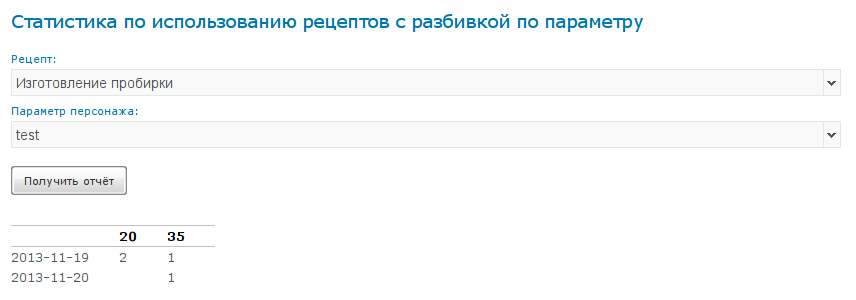 Статистика по использованию рецептов с разбивкой по параметру
Рецепт:
Изготовление пробирки
Параметр персонажа:
test
Получить отчёт
20 35
2013-11-19 2 1
2013-11-20 1